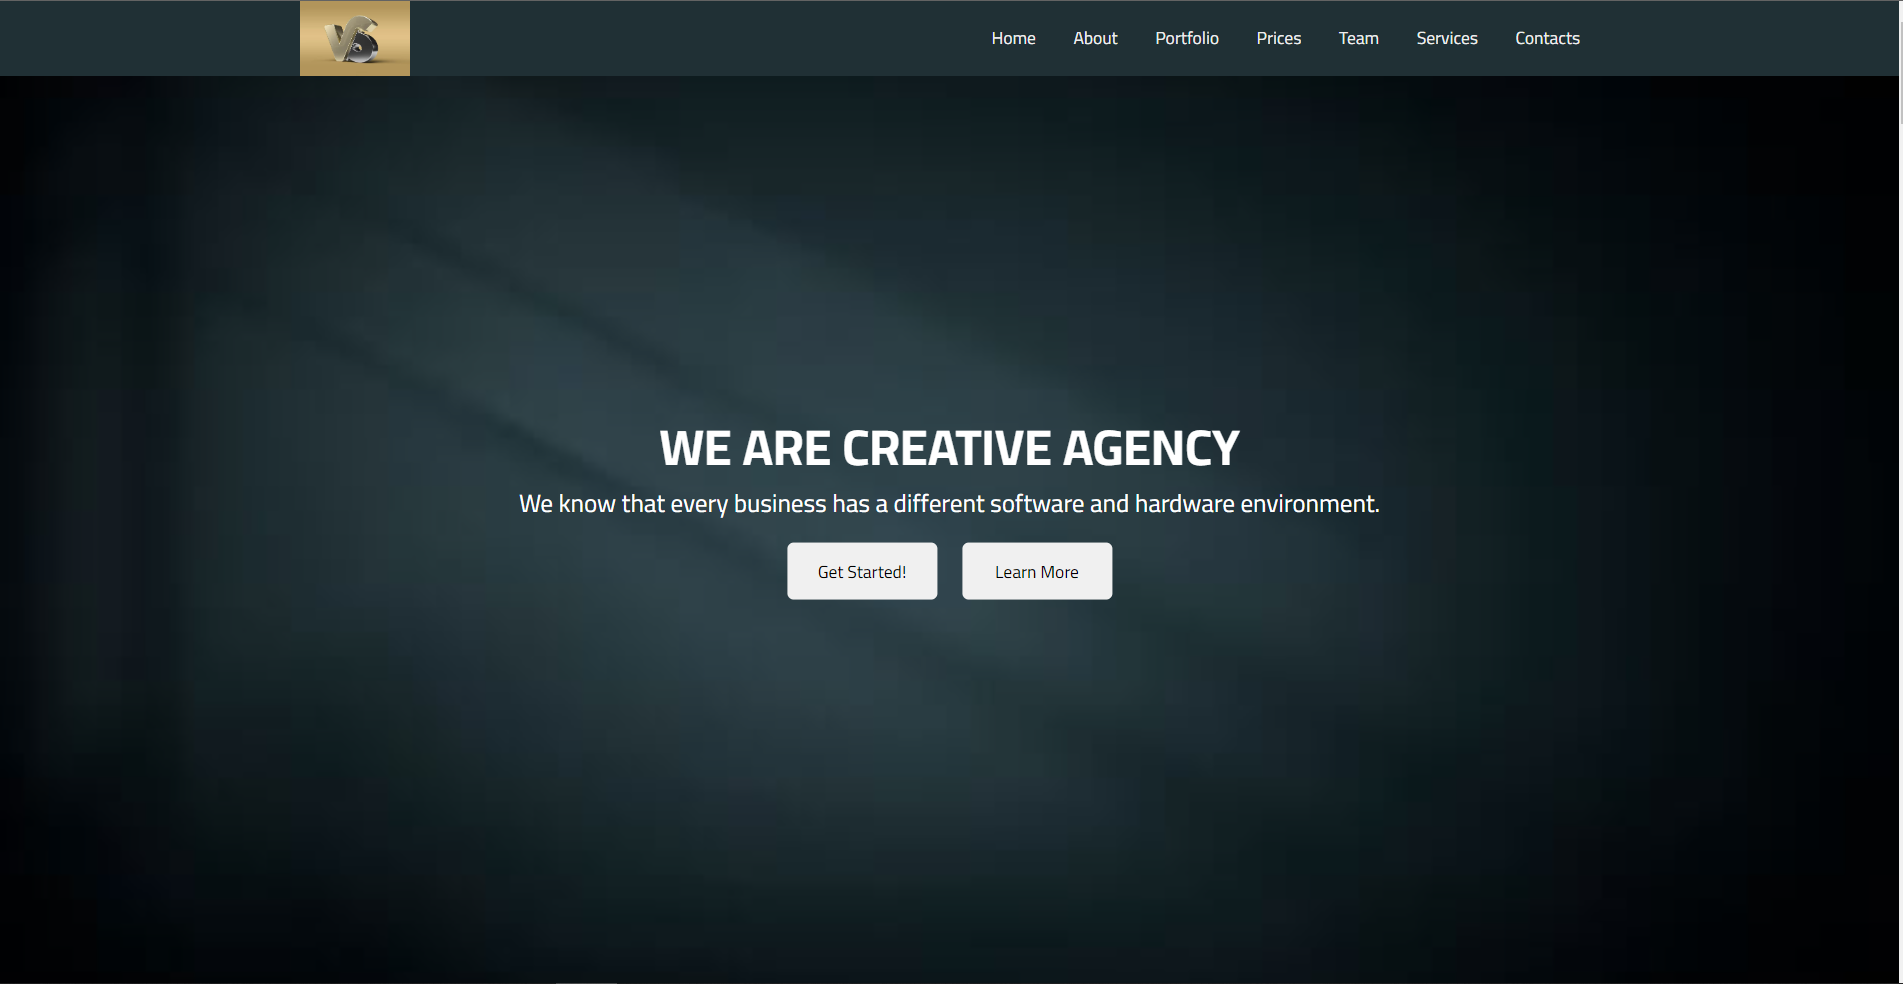 VS
Home About Portfolio Prices Team Services Contacts
WE ARE CREATIVE AGENCY
We know that every business has a different software and hardware environment.
Get Started! Learn More